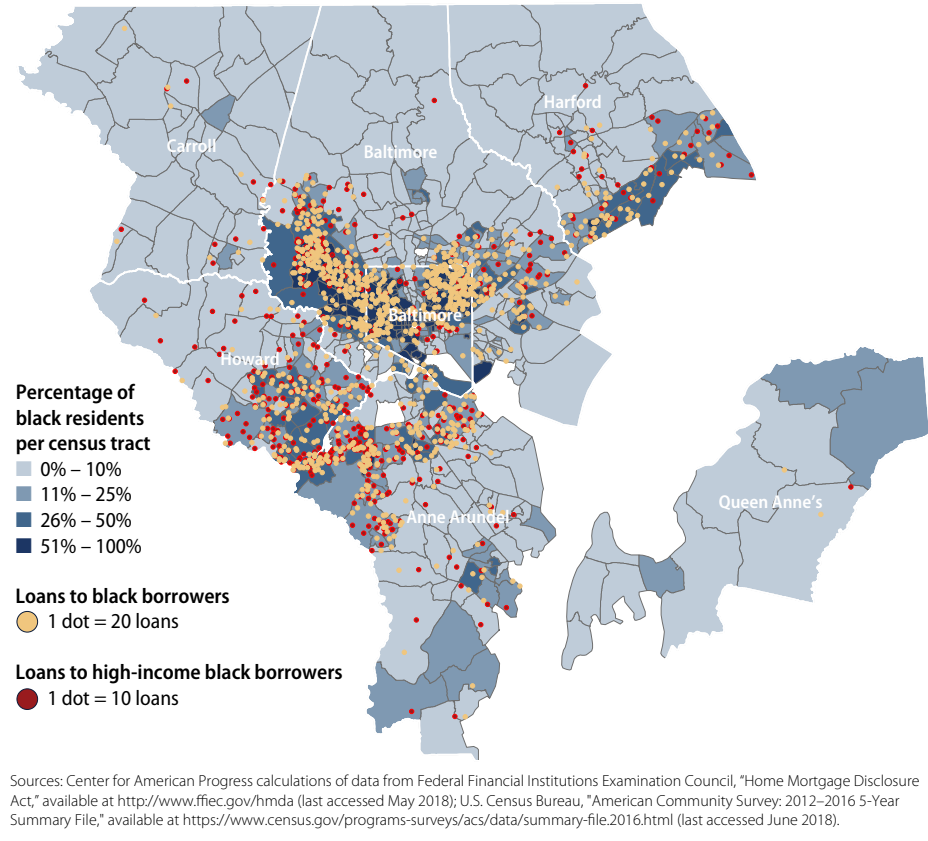 Harford
Carroll
Baltimore
Baltimore
Howard
Percentage of
black residents
per census tract
0% – 10%
11% – 25%
26% – 50%
51% – 100%
Queen Anne's
Anne Arundel
Loans to black borrowers
1 dot = 20 loans
Loans to high-income black borrowers
1 dot = 10 loans
Sources: Center for American Progress calculations of data from Federal Financial Institutions Examination Council, "Home Mortgage Disclosure
Act," available at http://www.ffiec.gov/hmda (last accessed May 2018); U.S. Census Bureau, "American Community Survey: 2012–2016 5-Year
Summary File," available at https://www.census.gov/programs-surveys/acs/data/summary-file.2016.html (last accessed June 2018).